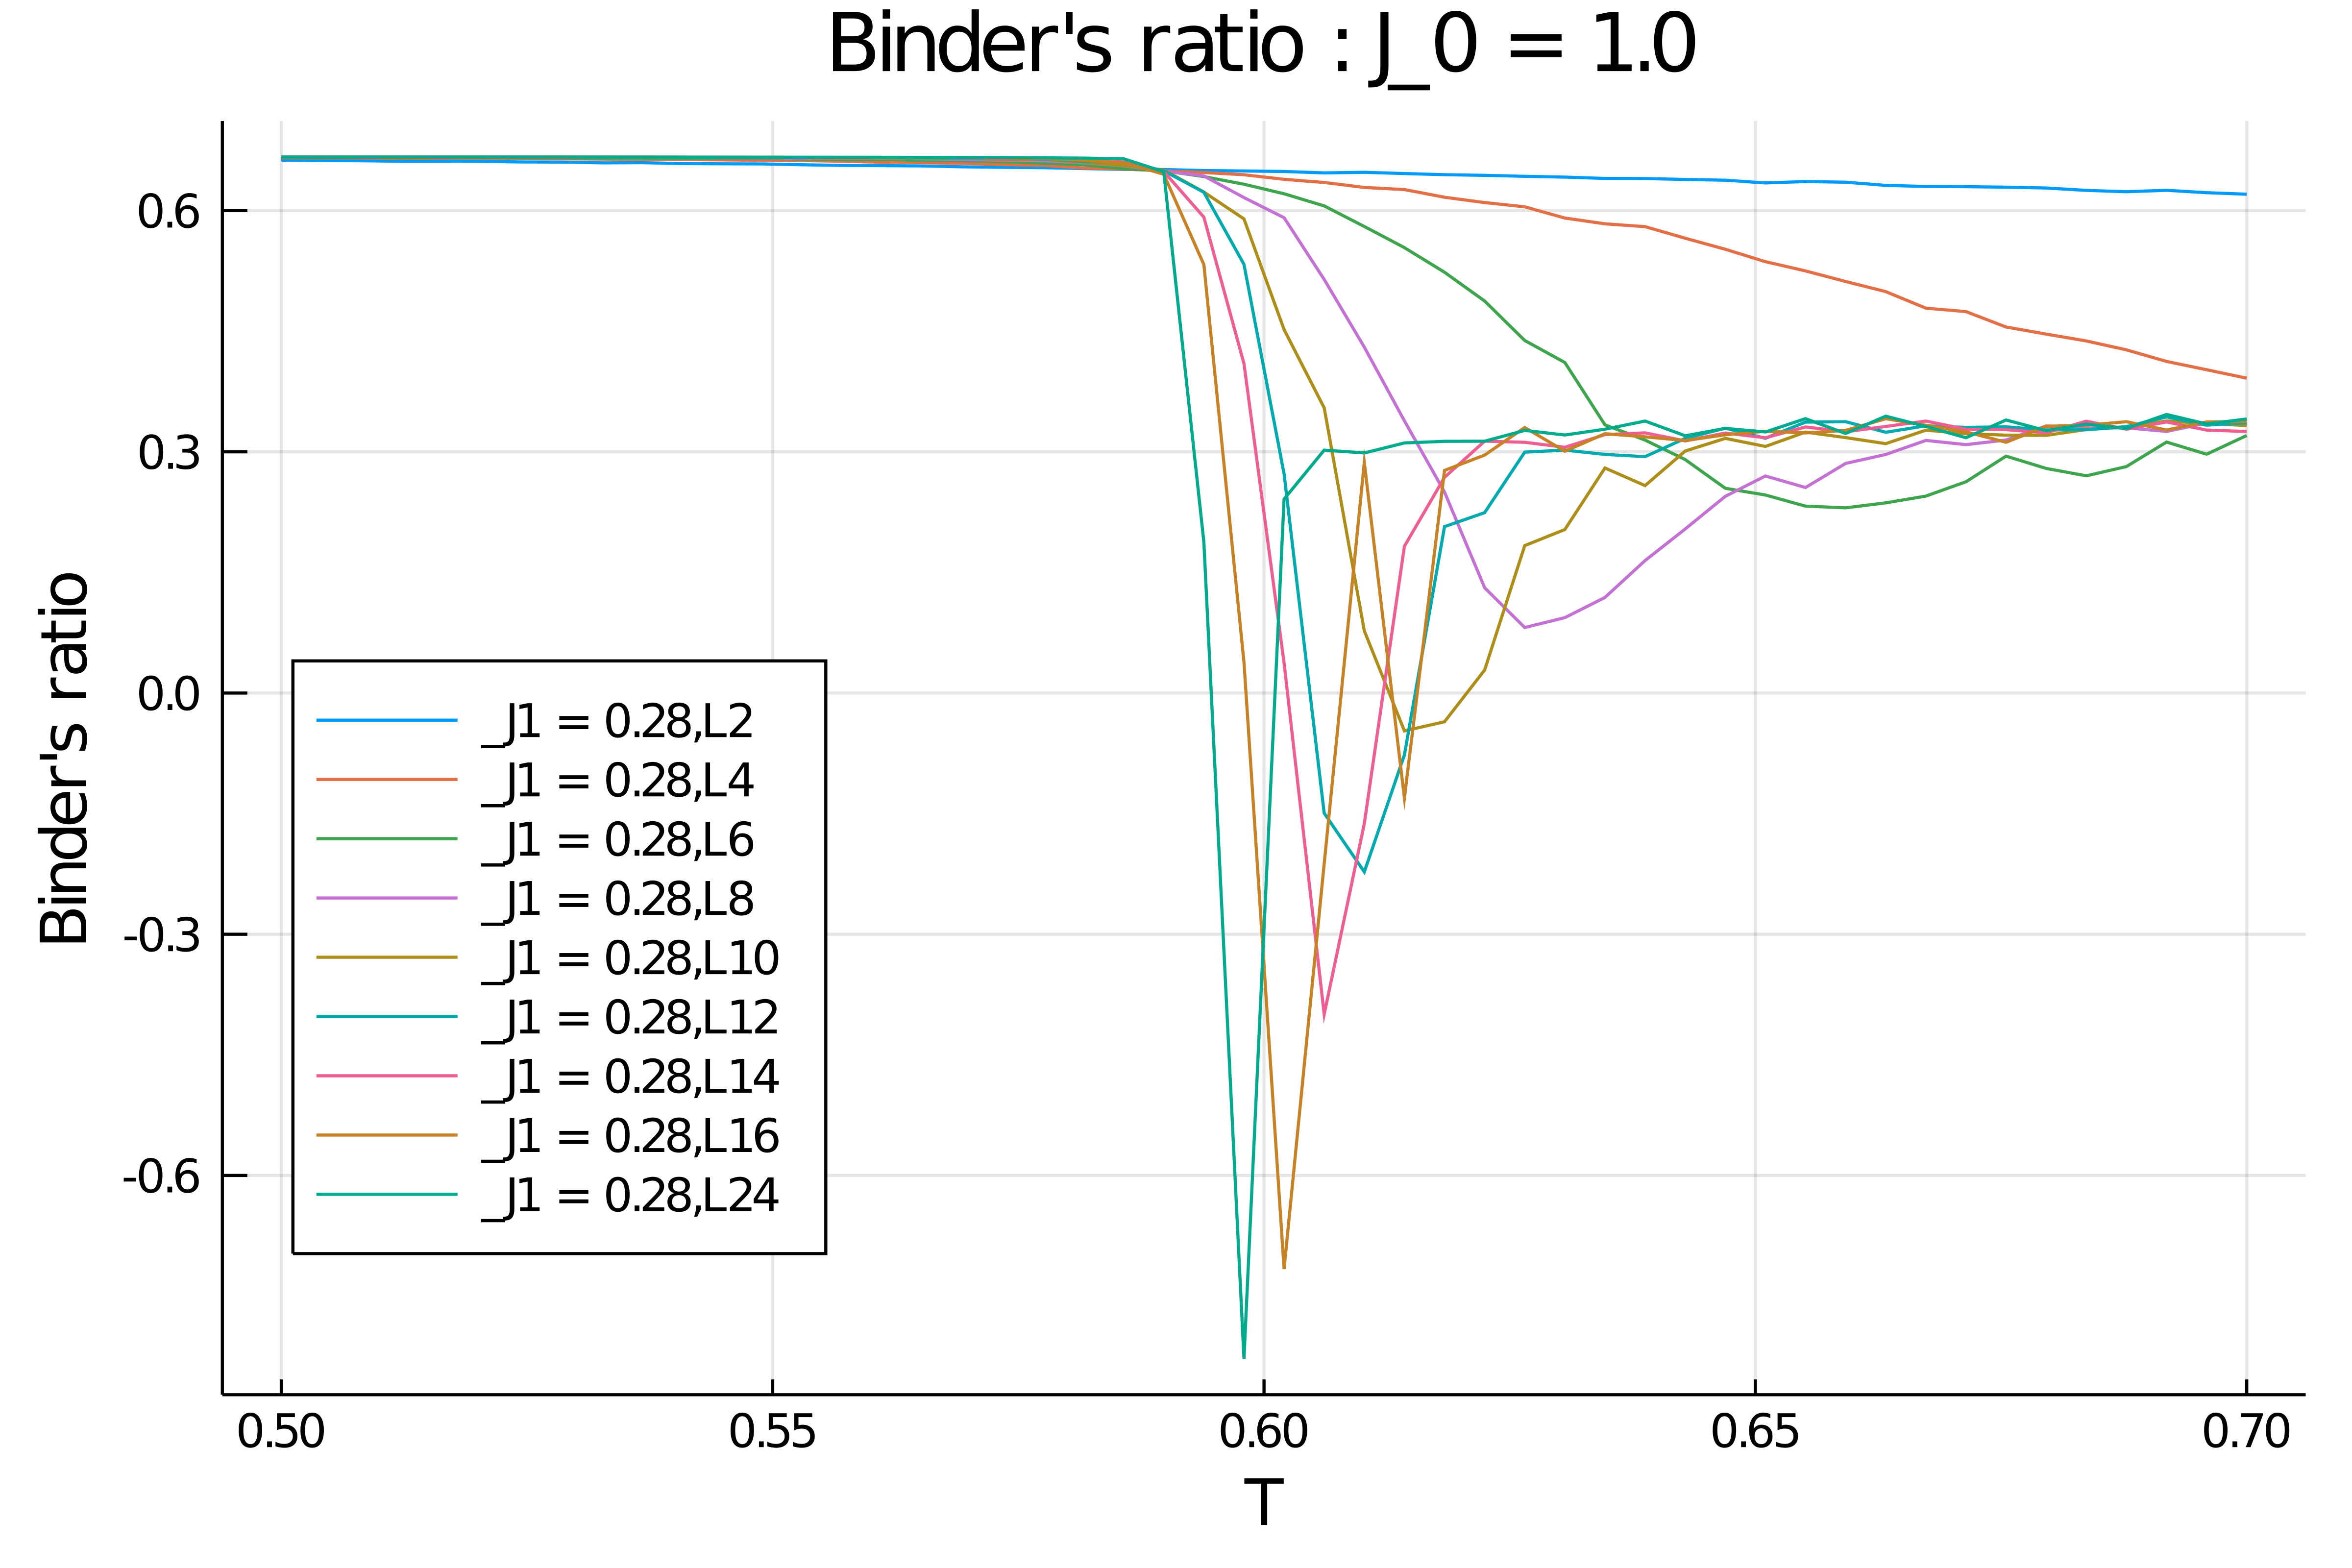 Binder's ratio : J_0 = 1.0
Binder's ratio
0.6
0.3
0.0
-0.3
-0.6
_J1 = 0.28,L2
_J1 = 0.28,L4
_J1 = 0.28,L6
_J1 = 0.28,L8
_J1 = 0.28,L10
_J1 = 0.28,L12
_J1 = 0.28,L14
_J1 = 0.28,L16
_J1 = 0.28,L24
0.50 0.55 0.60 0.65 0.70
T